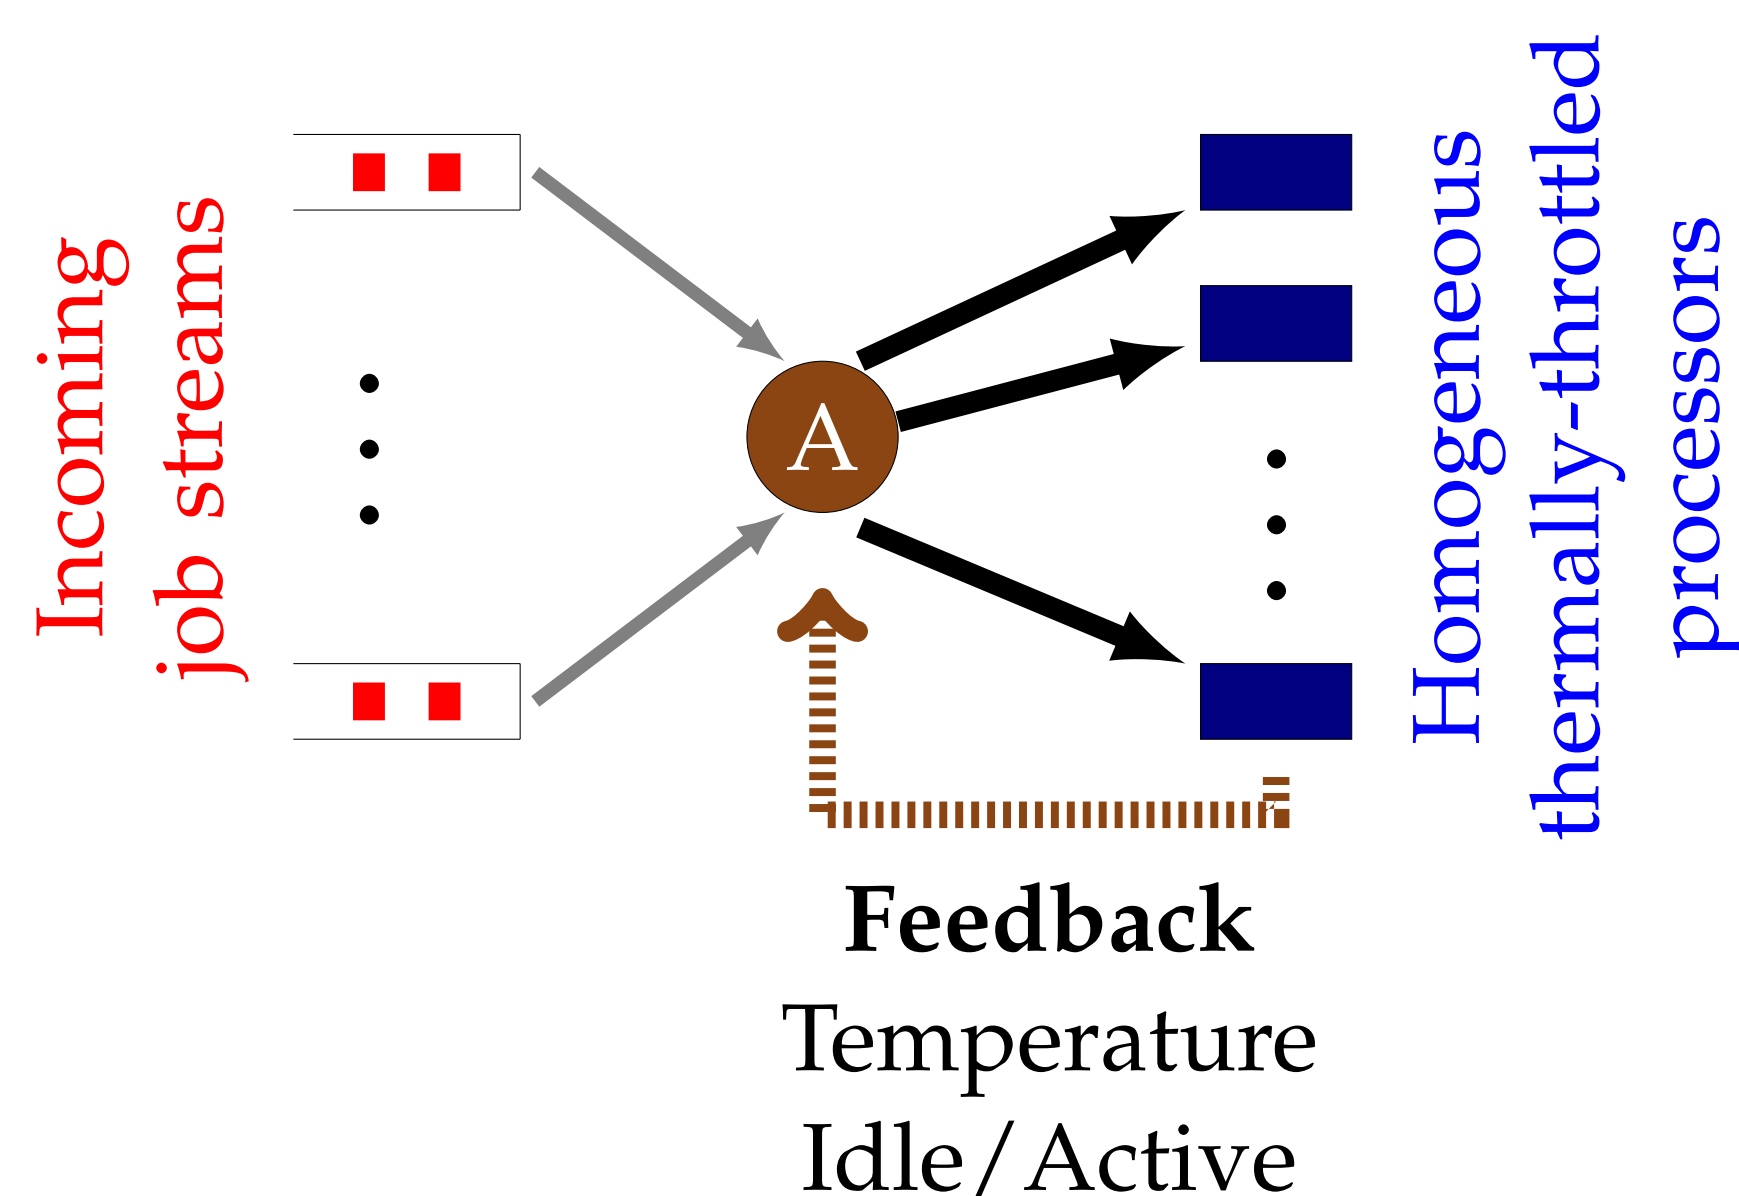 Incoming
job streams
A
Homogeneous
thermally-throttled
processors
Feedback
Temperature
Idle/Active